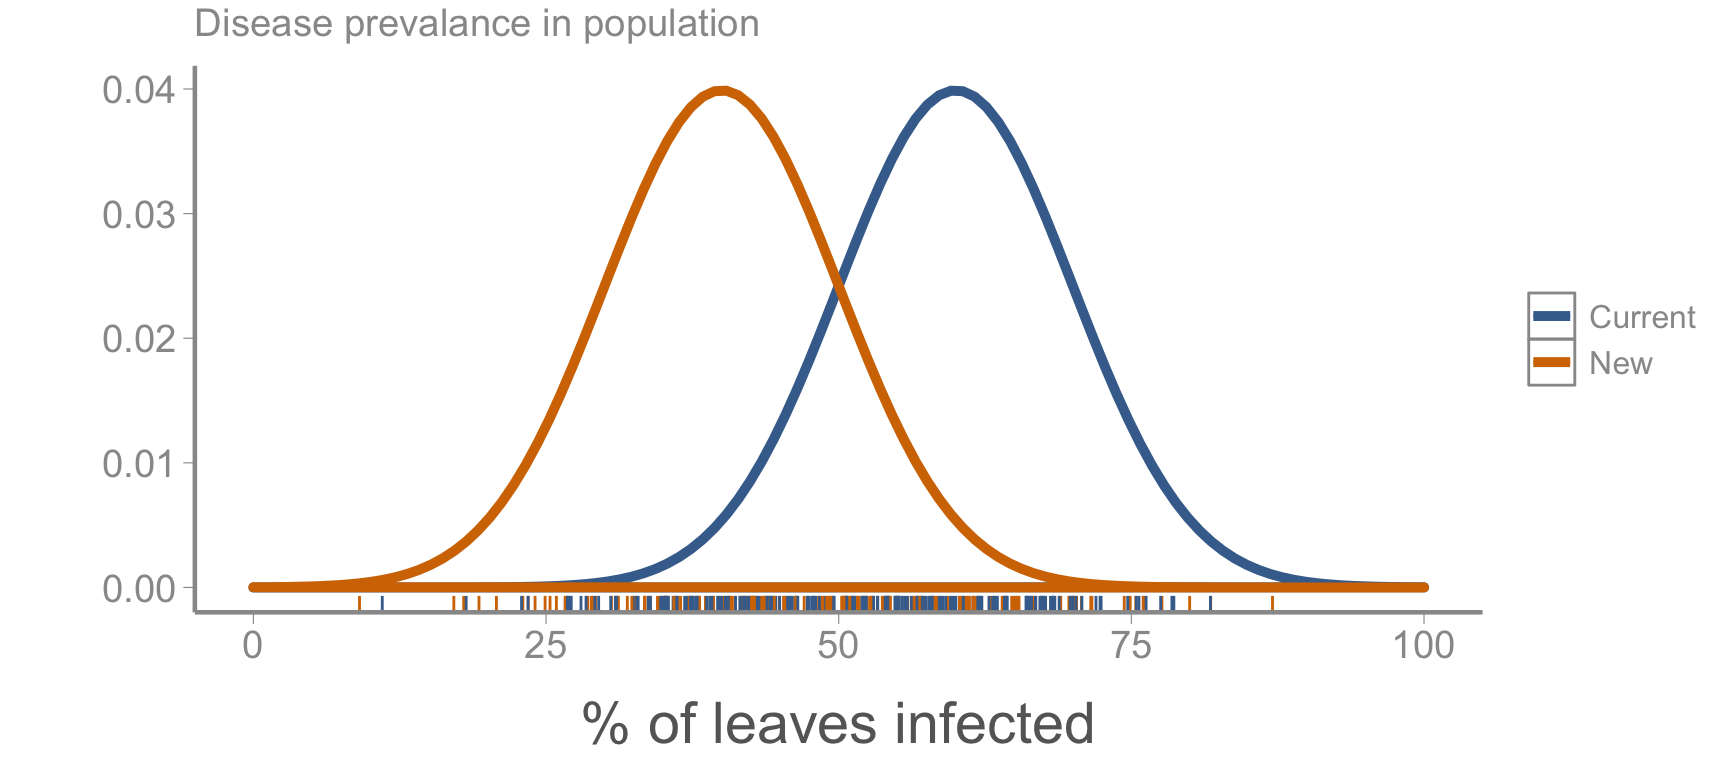 Disease prevalance in population
0.04
0.03
0.02
0.01
0.00
0 25 50 75 100
% of leaves infected
Current
New